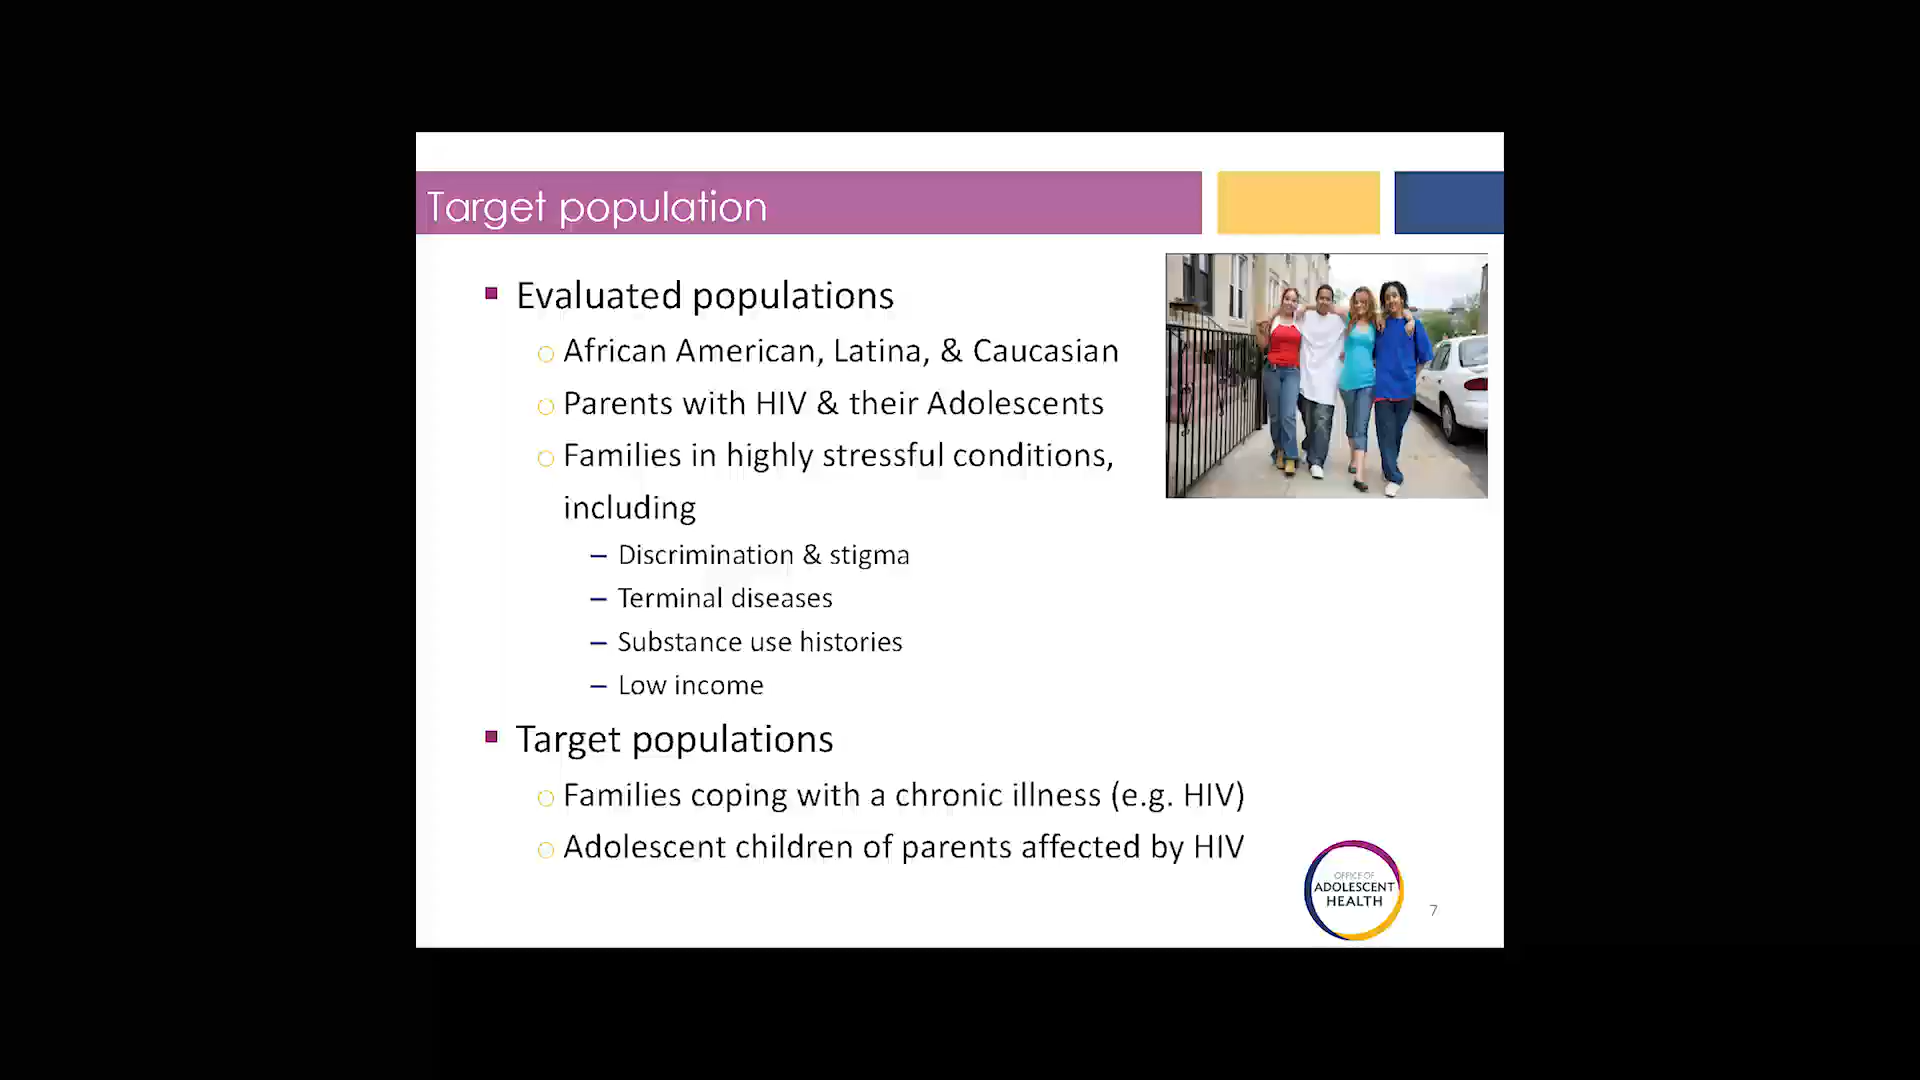 Target population
Evaluated populations
African American, Latina, & Caucasian
Parents with HIV & their Adolescents
Families in highly stressful conditions,
including
– Discrimination & stigma
– Terminal diseases
– Substance use histories
– Low income
Target populations
Families coping with a chronic illness (e.g. HIV)
Adolescent children of parents affected by HIV
OFFICE OF
ADOLESCENT
HEALTH
7